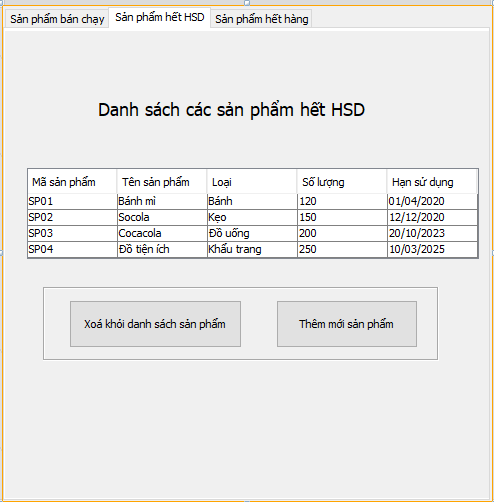 Sản phẩm bán chạy Sản phẩm hết HSD Sản phẩm hết hàng
Danh sách các sản phẩm hết HSD
Mã sản phẩm Tên sản phẩm Loại Số lượng Hạn sử dụng
SP01 Bánh mì Bánh 120 01/04/2020
SP02 Socola Kẹo 150 12/12/2020
SP03 Cocacola Đồ uống 200 20/10/2023
SP04 Đồ tiện ích Khẩu trang 250 10/03/2025
Xoá khỏi danh sách sản phẩm Thêm mới sản phẩm